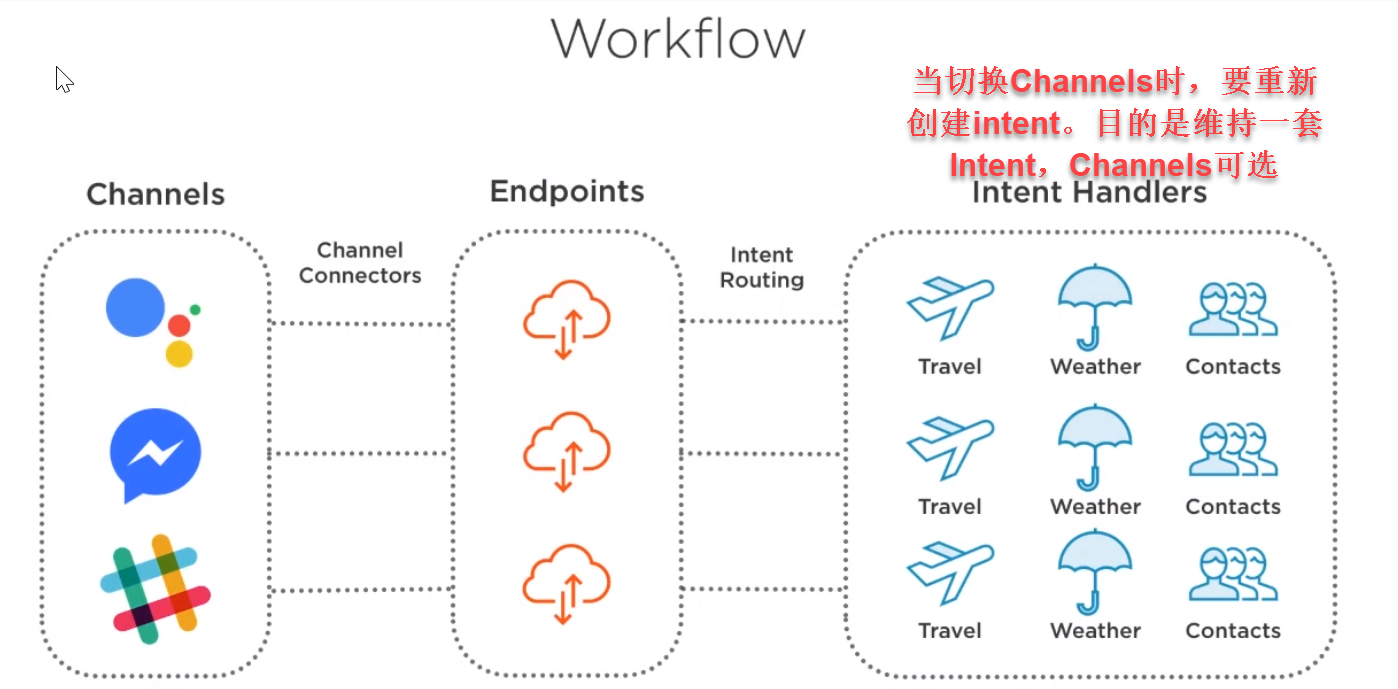 Workflow
当切换Channels时，要重新
创建intent。目的是维持一套
Intent，Channels可选
Channels
Endpoints
Intent Handlers
Channel
Connectors
Intent
Routing
Travel
Weather
Contacts
Travel
Weather
Contacts
Travel
Weather
Contacts